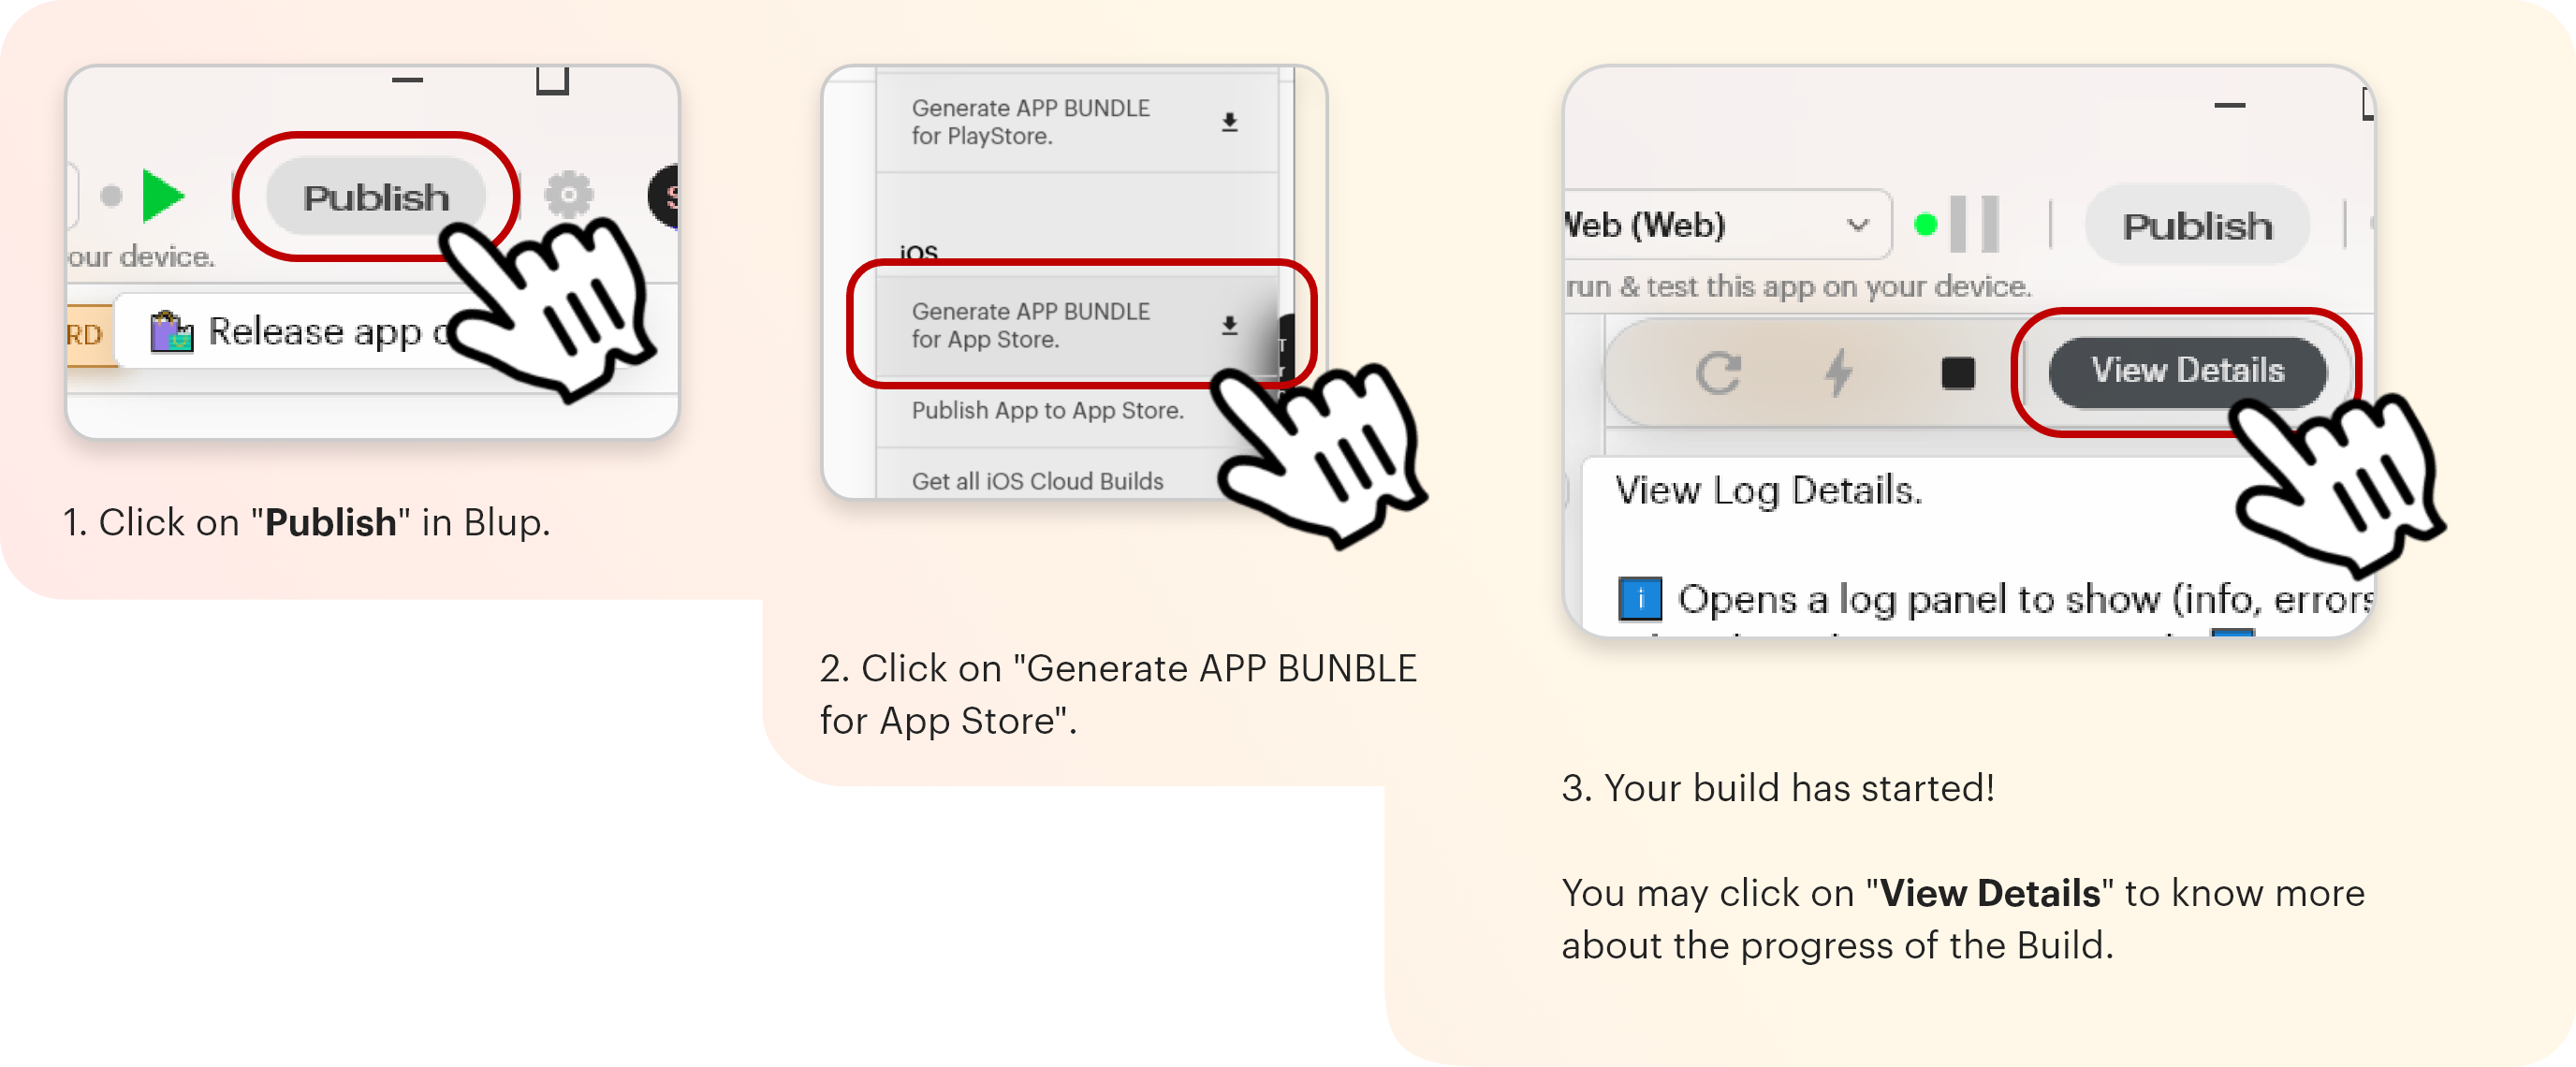 Publish
our device.
RD
Release app
1. Click on "Publish" in Blup.
Generate APP BUNDLE
for PlayStore.
iOS
Generate APP BUNDLE
for App Store.
Publish App to App Store.
Get all iOS Cloud Builds
2. Click on "Generate APP BUNBLE
for App Store".
Web (Web)
Publish
run & test this app on your device.
View Details
View Log Details.
i Opens a log panel to show (info, errors
3. Your build has started!
You may click on "View Details" to know more
about the progress of the Build.